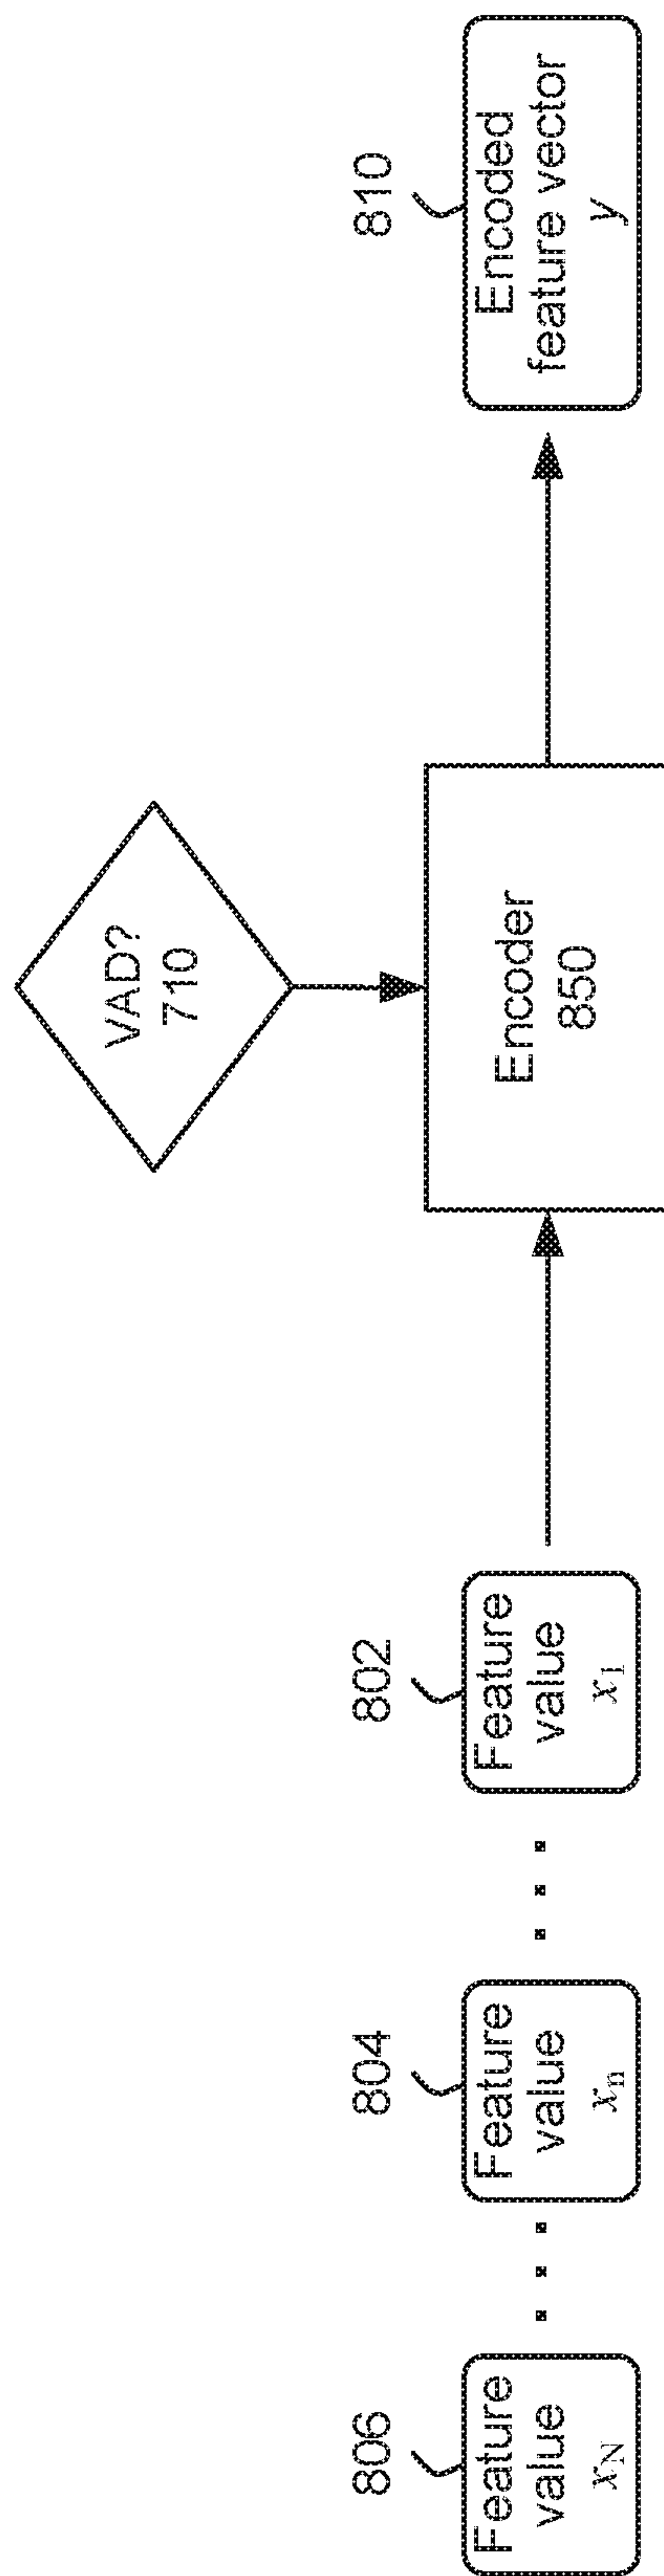 VAD?
710
806
Feature
value
xN
804
Feature
value
xn
802
Feature
value
x1
Encoder
850
810
Encoded
feature vector
y